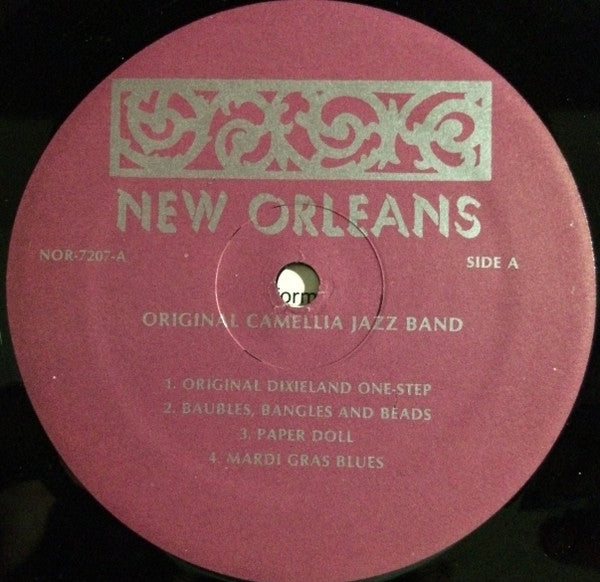 NEW ORLEANS
NOR-7207-A
SIDE A
form
ORIGINAL CAMELLIA JAZZ BAND
1. ORIGINAL DIXIELAND ONE-STEP
2. BAUBLES, BANGLES AND BEADS
3. PAPER DOLL
4. MARDI GRAS BLUES